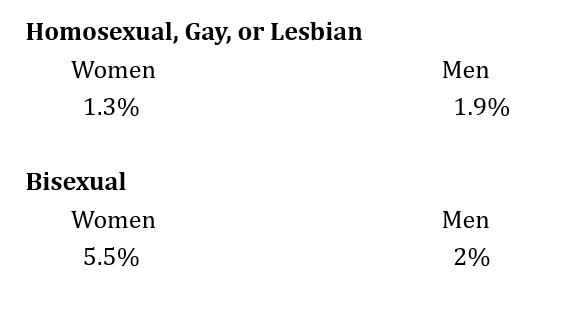 Homosexual, Gay, or Lesbian
Women Men
1.3% 1.9%
Bisexual
Women Men
5.5% 2%